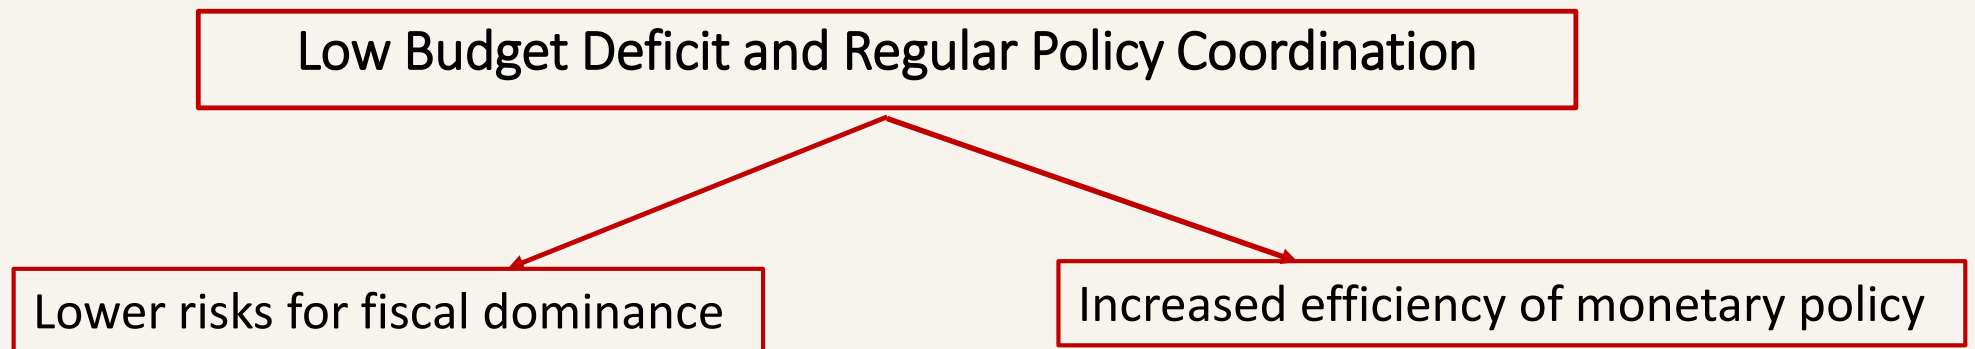 Low Budget Deficit and Regular Policy Coordination
Lower risks for fiscal dominance
Increased efficiency of monetary policy